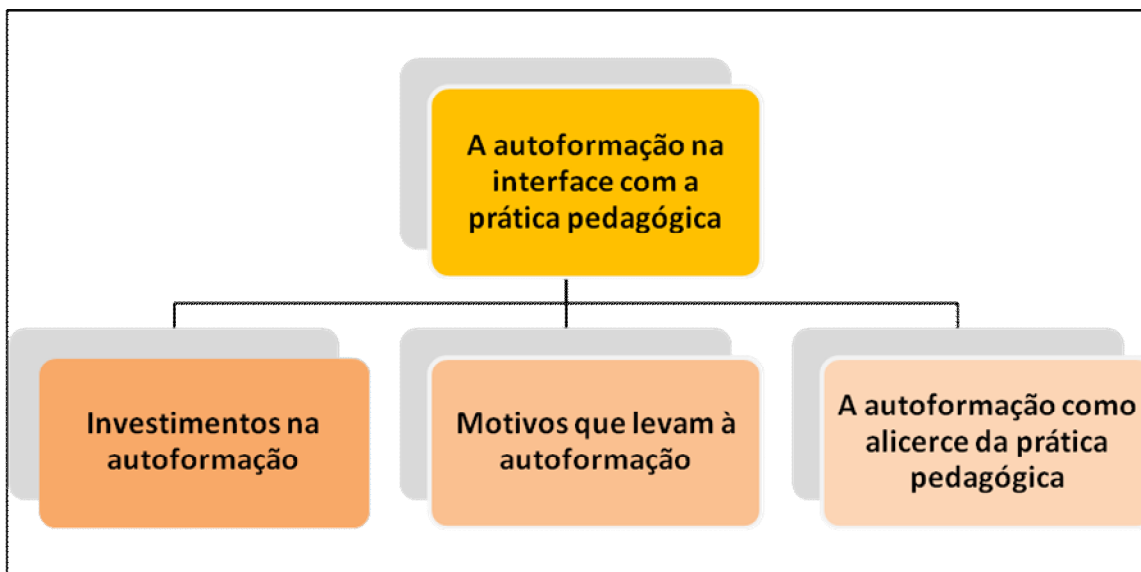 A autoformação na
interface com a
prática pedagógica
Investimentos na
autoformação
Motivos que levam à
autoformação
A autoformação como
alicerce da prática
pedagógica